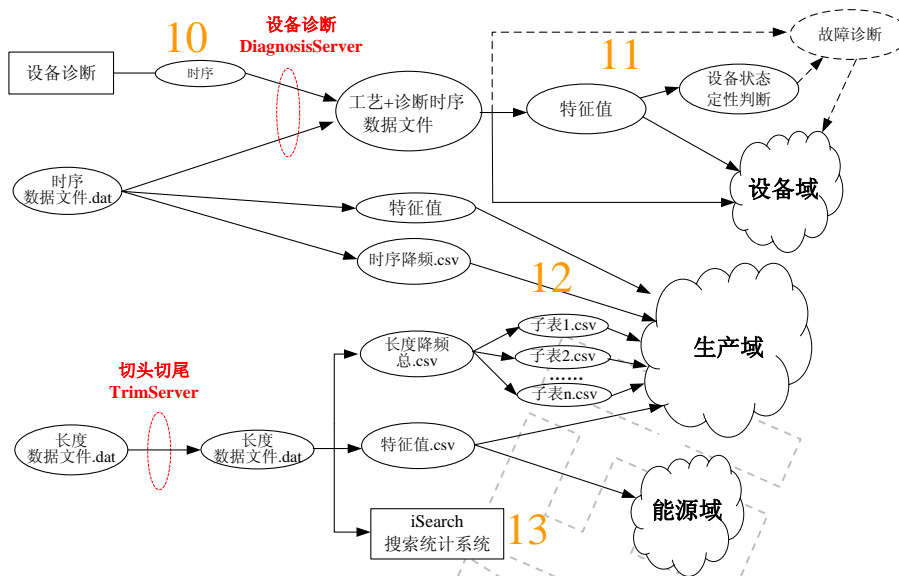 10
设备诊断
DiagnosisServer
设备诊断
时序
11
故障诊断
工艺+诊断时序
数据文件
特征值
设备状态
定性判断
设备域
时序
数据文件.dat
特征值
时序降频.csv
12
生产域
长度降频
总.csv
子表1.csv
子表2.csv
……
子表n.csv
切头切尾
TrimServer
长度
数据文件.dat
长度
数据文件.dat
特征值.csv
能源域
iSearch
搜索统计系统
13